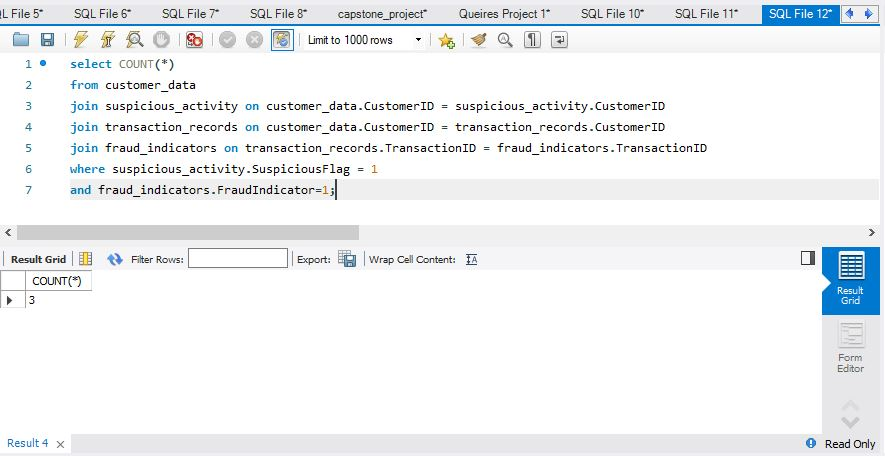 L File 5* SQL File 6* SQL File 7* SQL File 8* capstone_project* Queires Project 1* SQL File 10* SQL File 11* SQL File 12*
Limit to 1000 rows
1 select COUNT(*)
2 from customer_data
3 join suspicious_activity on customer_data.CustomerID = suspicious_activity.CustomerID
4 join transaction_records on customer_data.CustomerID = transaction_records.CustomerID
5 join fraud_indicators on transaction_records.TransactionID = fraud_indicators.TransactionID
6 where suspicious_activity.SuspiciousFlag = 1
7 and fraud_indicators.FraudIndicator=1;
Result Grid Filter Rows: Export: Wrap Cell Content:
COUNT(*)
3
Result
Grid
Form
Editor
Result 4 Read Only